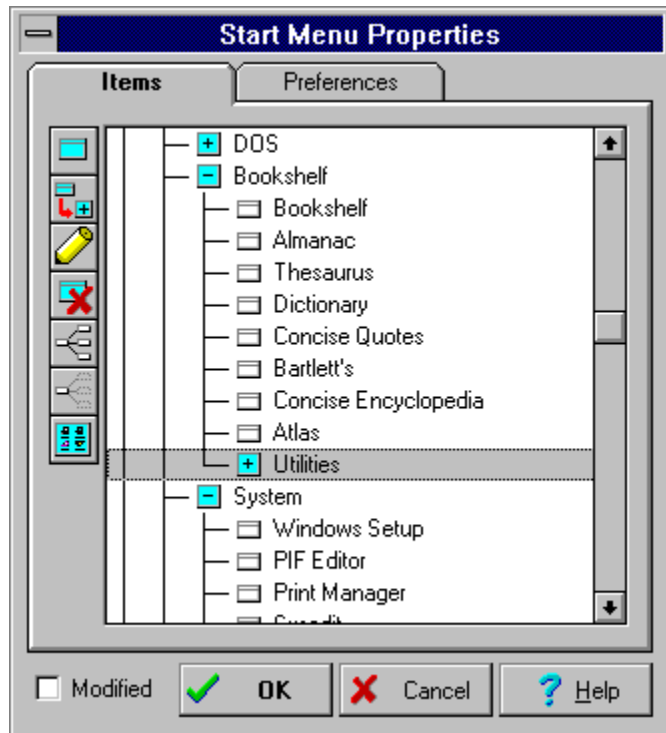 Start Menu Properties
Items Preferences
DOS
Bookshelf
Bookshelf
Almanac
Thesaurus
Dictionary
Concise Quotes
Bartlett's
Concise Encyclopedia
Atlas
Utilities
System
Windows Setup
PIF Editor
Print Manager
Modified OK Cancel Help